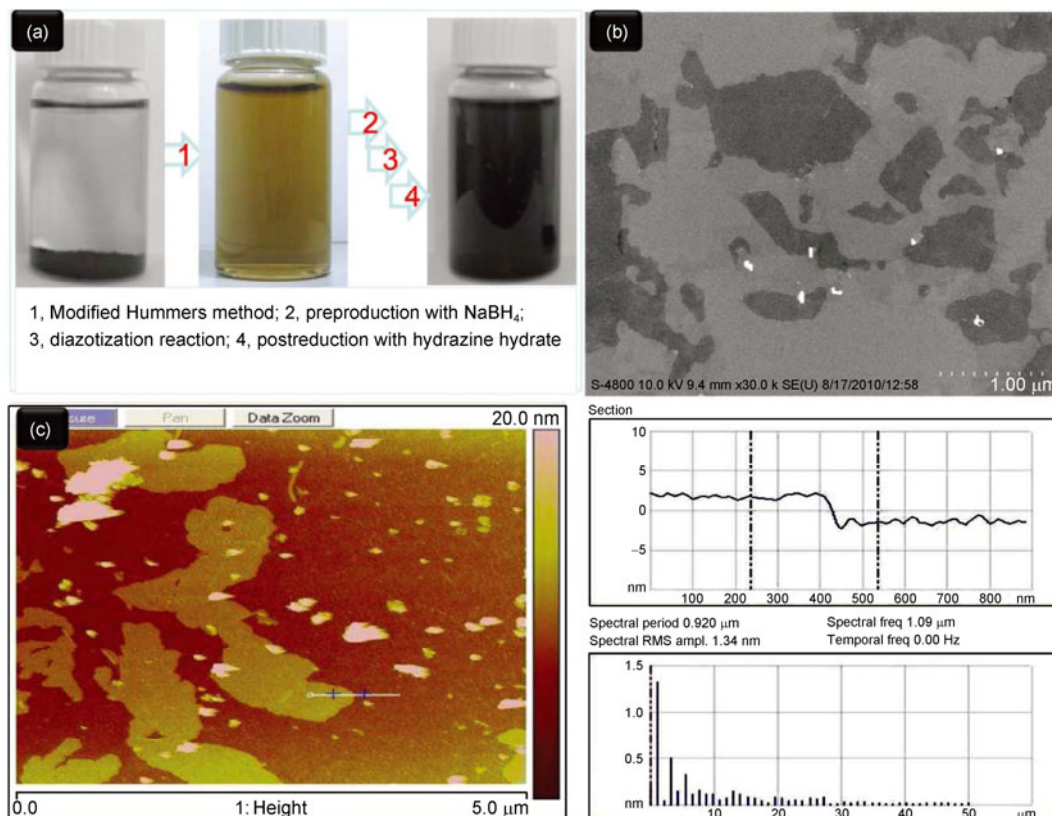 (a)
1
2
3
4
1, Modified Hummers method; 2, preproduction with NaBH₄;
3, diazotization reaction; 4, postreduction with hydrazine hydrate
(b)
S-4800 10.0 kV 9.4 mm x30.0 k SE(U) 8/17/2010/12:58
1.00 μm
(c)
sure
Pan
Data Zoom
20.0 nm
0.0
1: Height
5.0 μm
Section
10
5
0
–5
nm
100 200 300 400 500 600 700 800 nm
Spectral period 0.920 μm Spectral freq 1.09 μm
Spectral RMS ampl. 1.34 nm Temporal freq 0.00 Hz
1.5
1.0
0.5
nm
10 20 30 40 50 μm